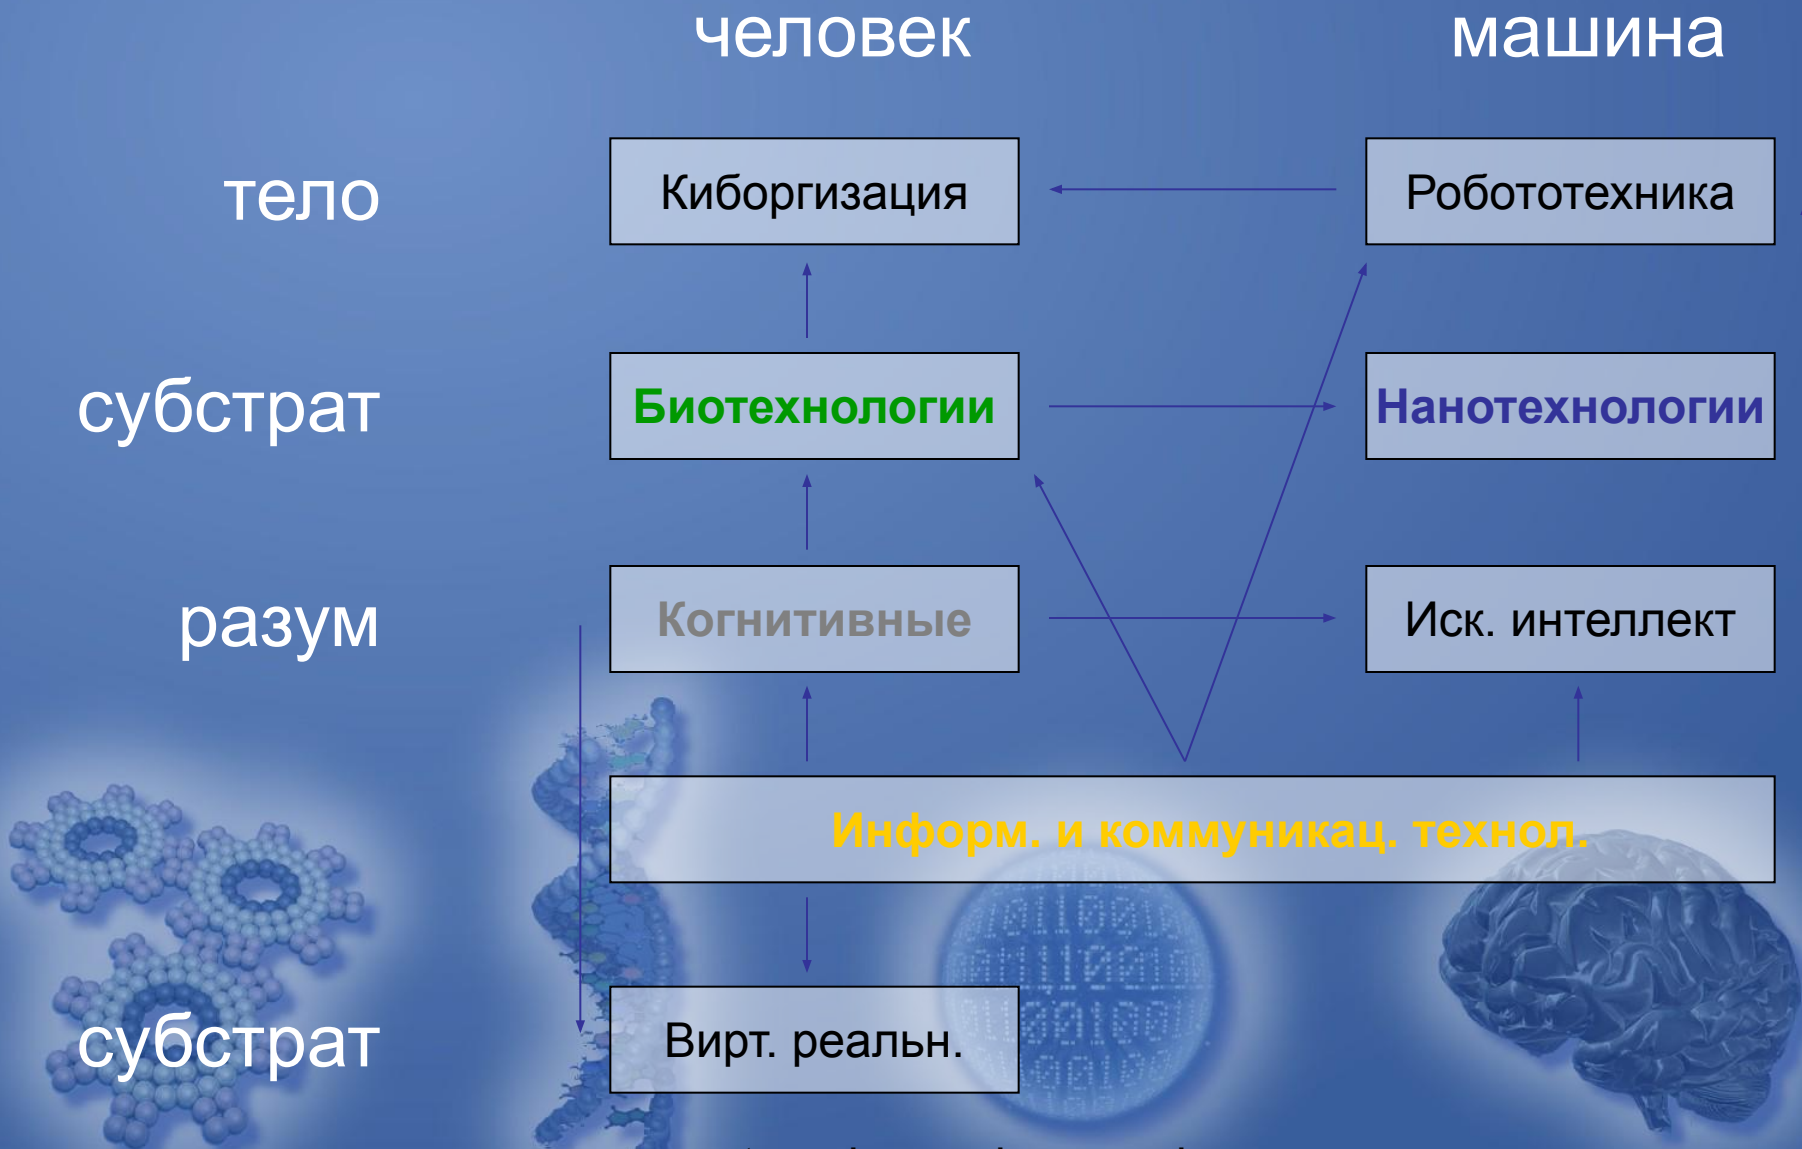 человек машина
тело Киборгизация Робототехника
субстрат Биотехнологии Нанотехнологии
разум Когнитивные Иск. интеллект
Информ. и коммуникац. технол.
субстрат Вирт. реальн.